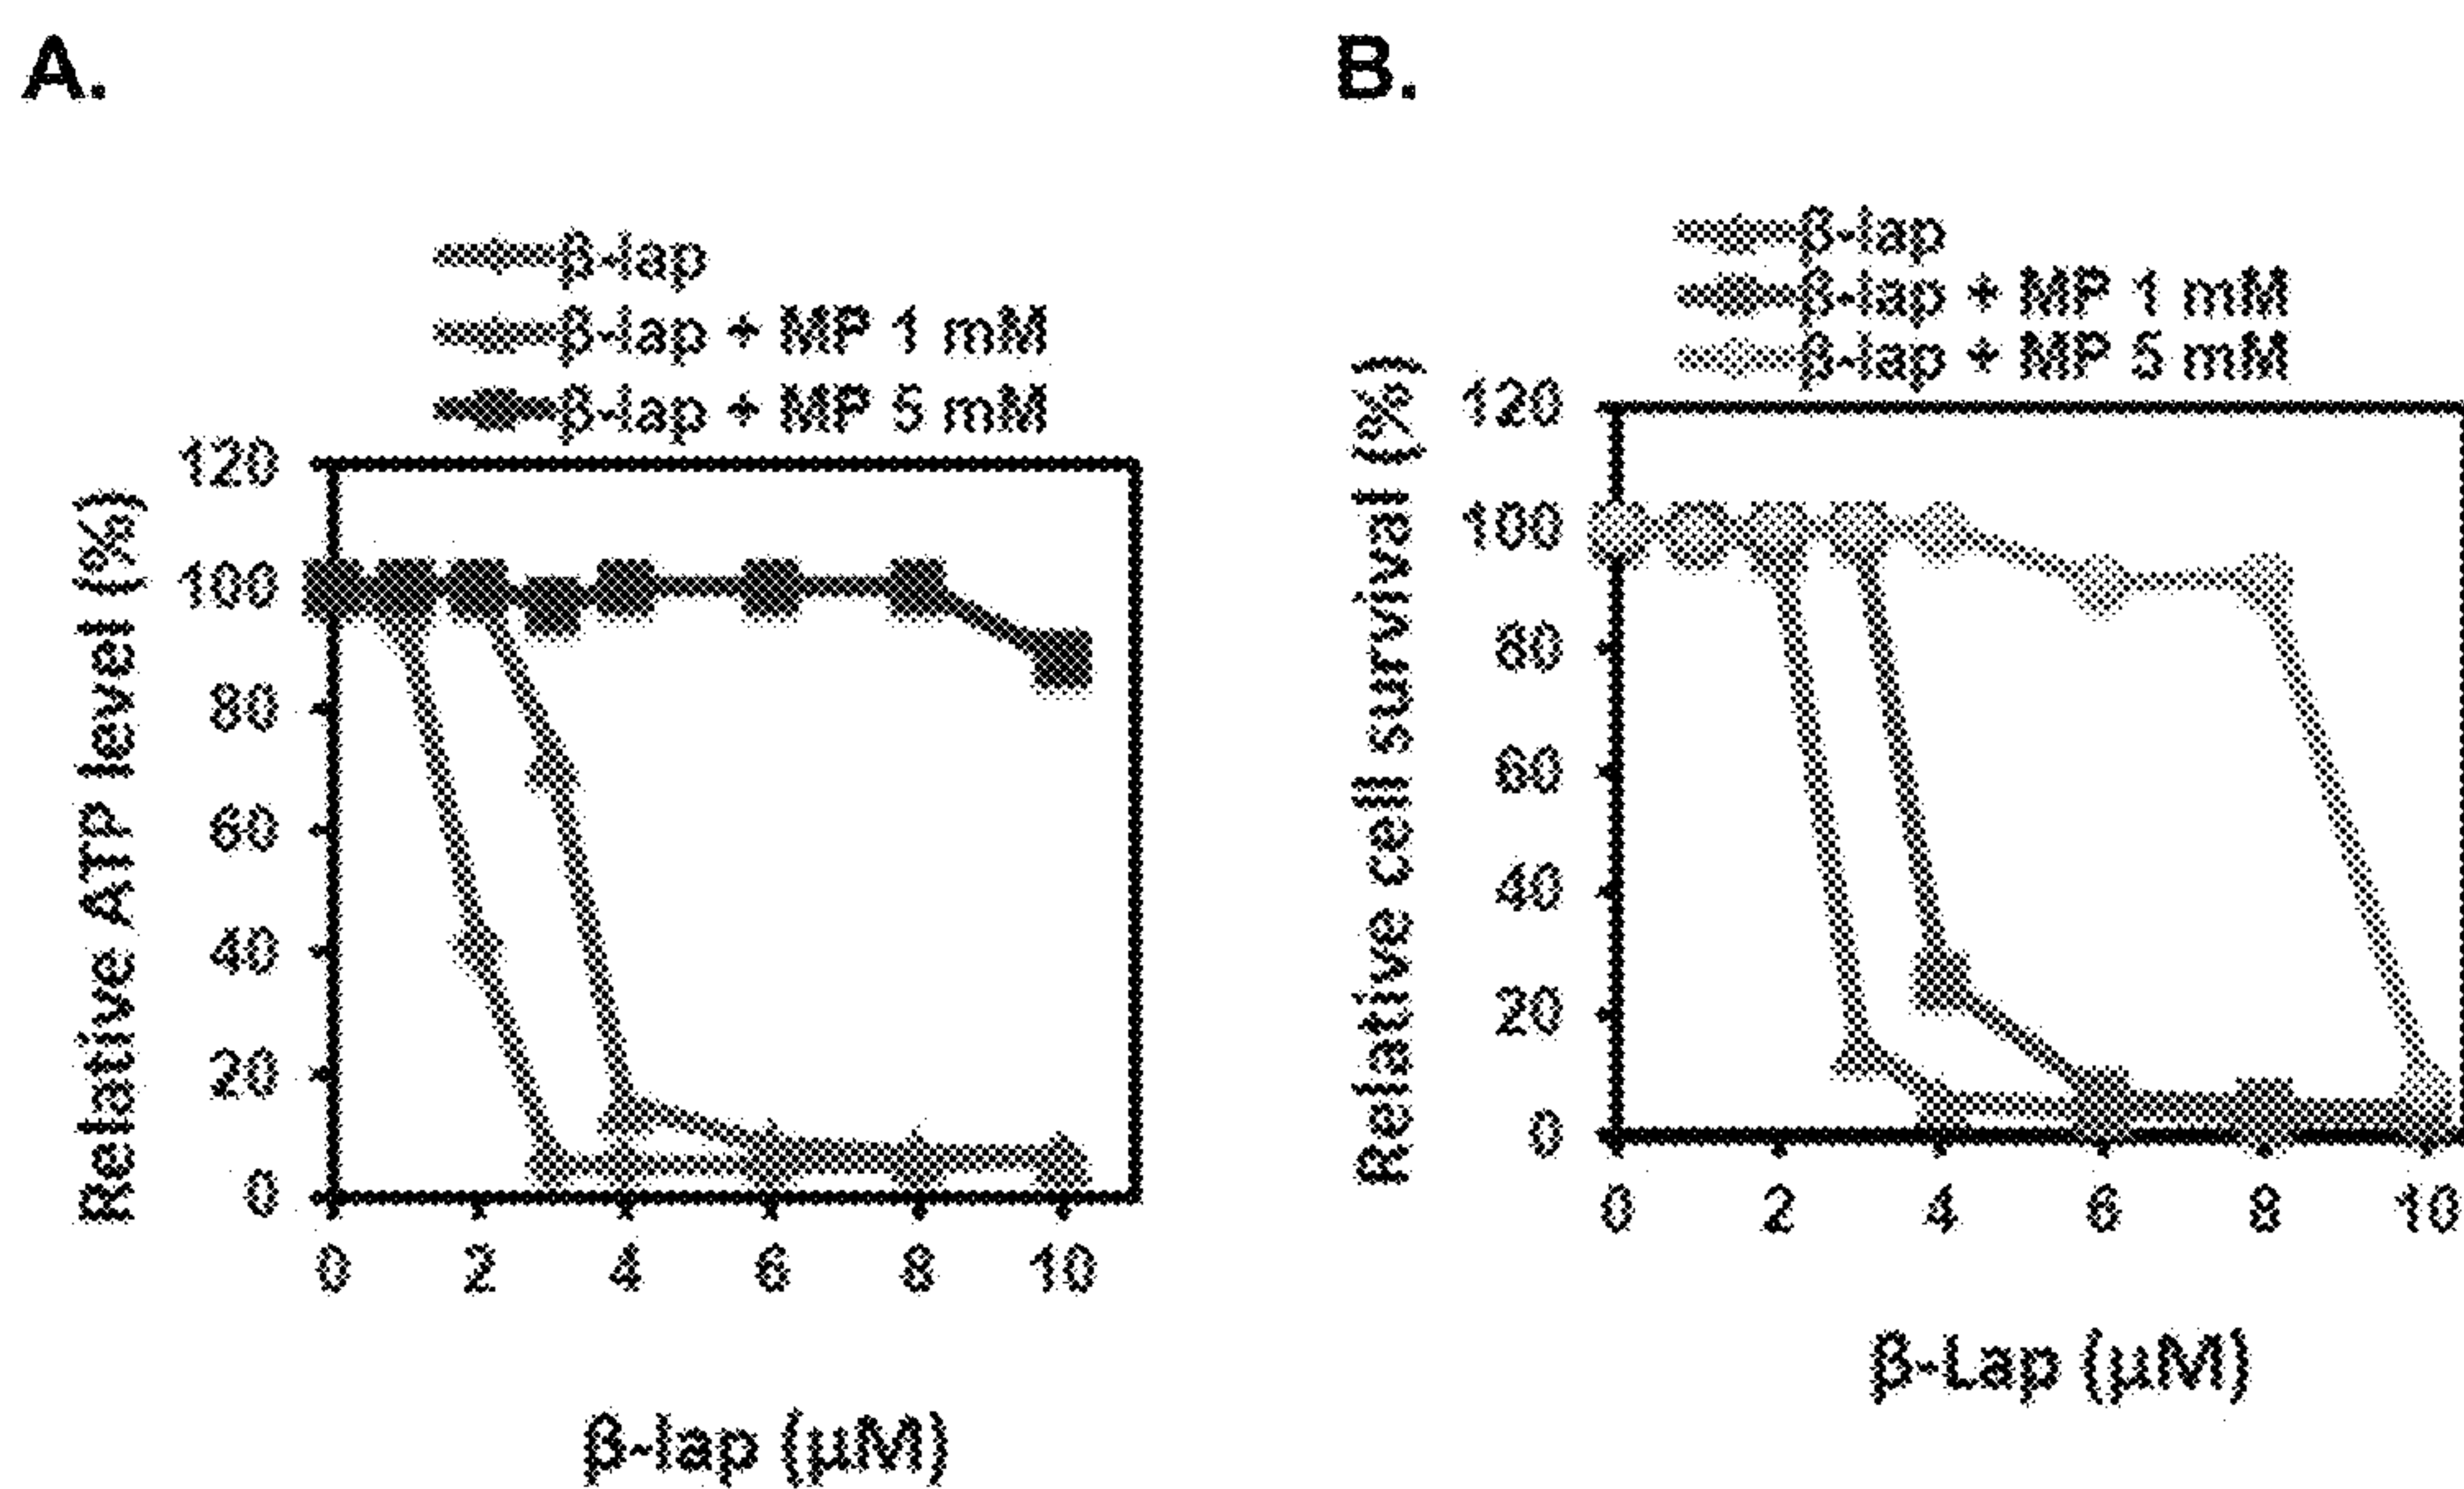 A.
β-lap
β-lap + MP 1 mM
β-lap + MP 5 mM
Relative ATP level (%)
120
100
80
60
40
20
0
0 2 4 6 8 10
β-lap (μM)
B.
β-lap
β-lap + MP 1 mM
β-lap + MP 5 mM
Relative cell survival (%)
120
100
80
60
40
20
0
0 2 4 6 8 10
β-Lap (μM)